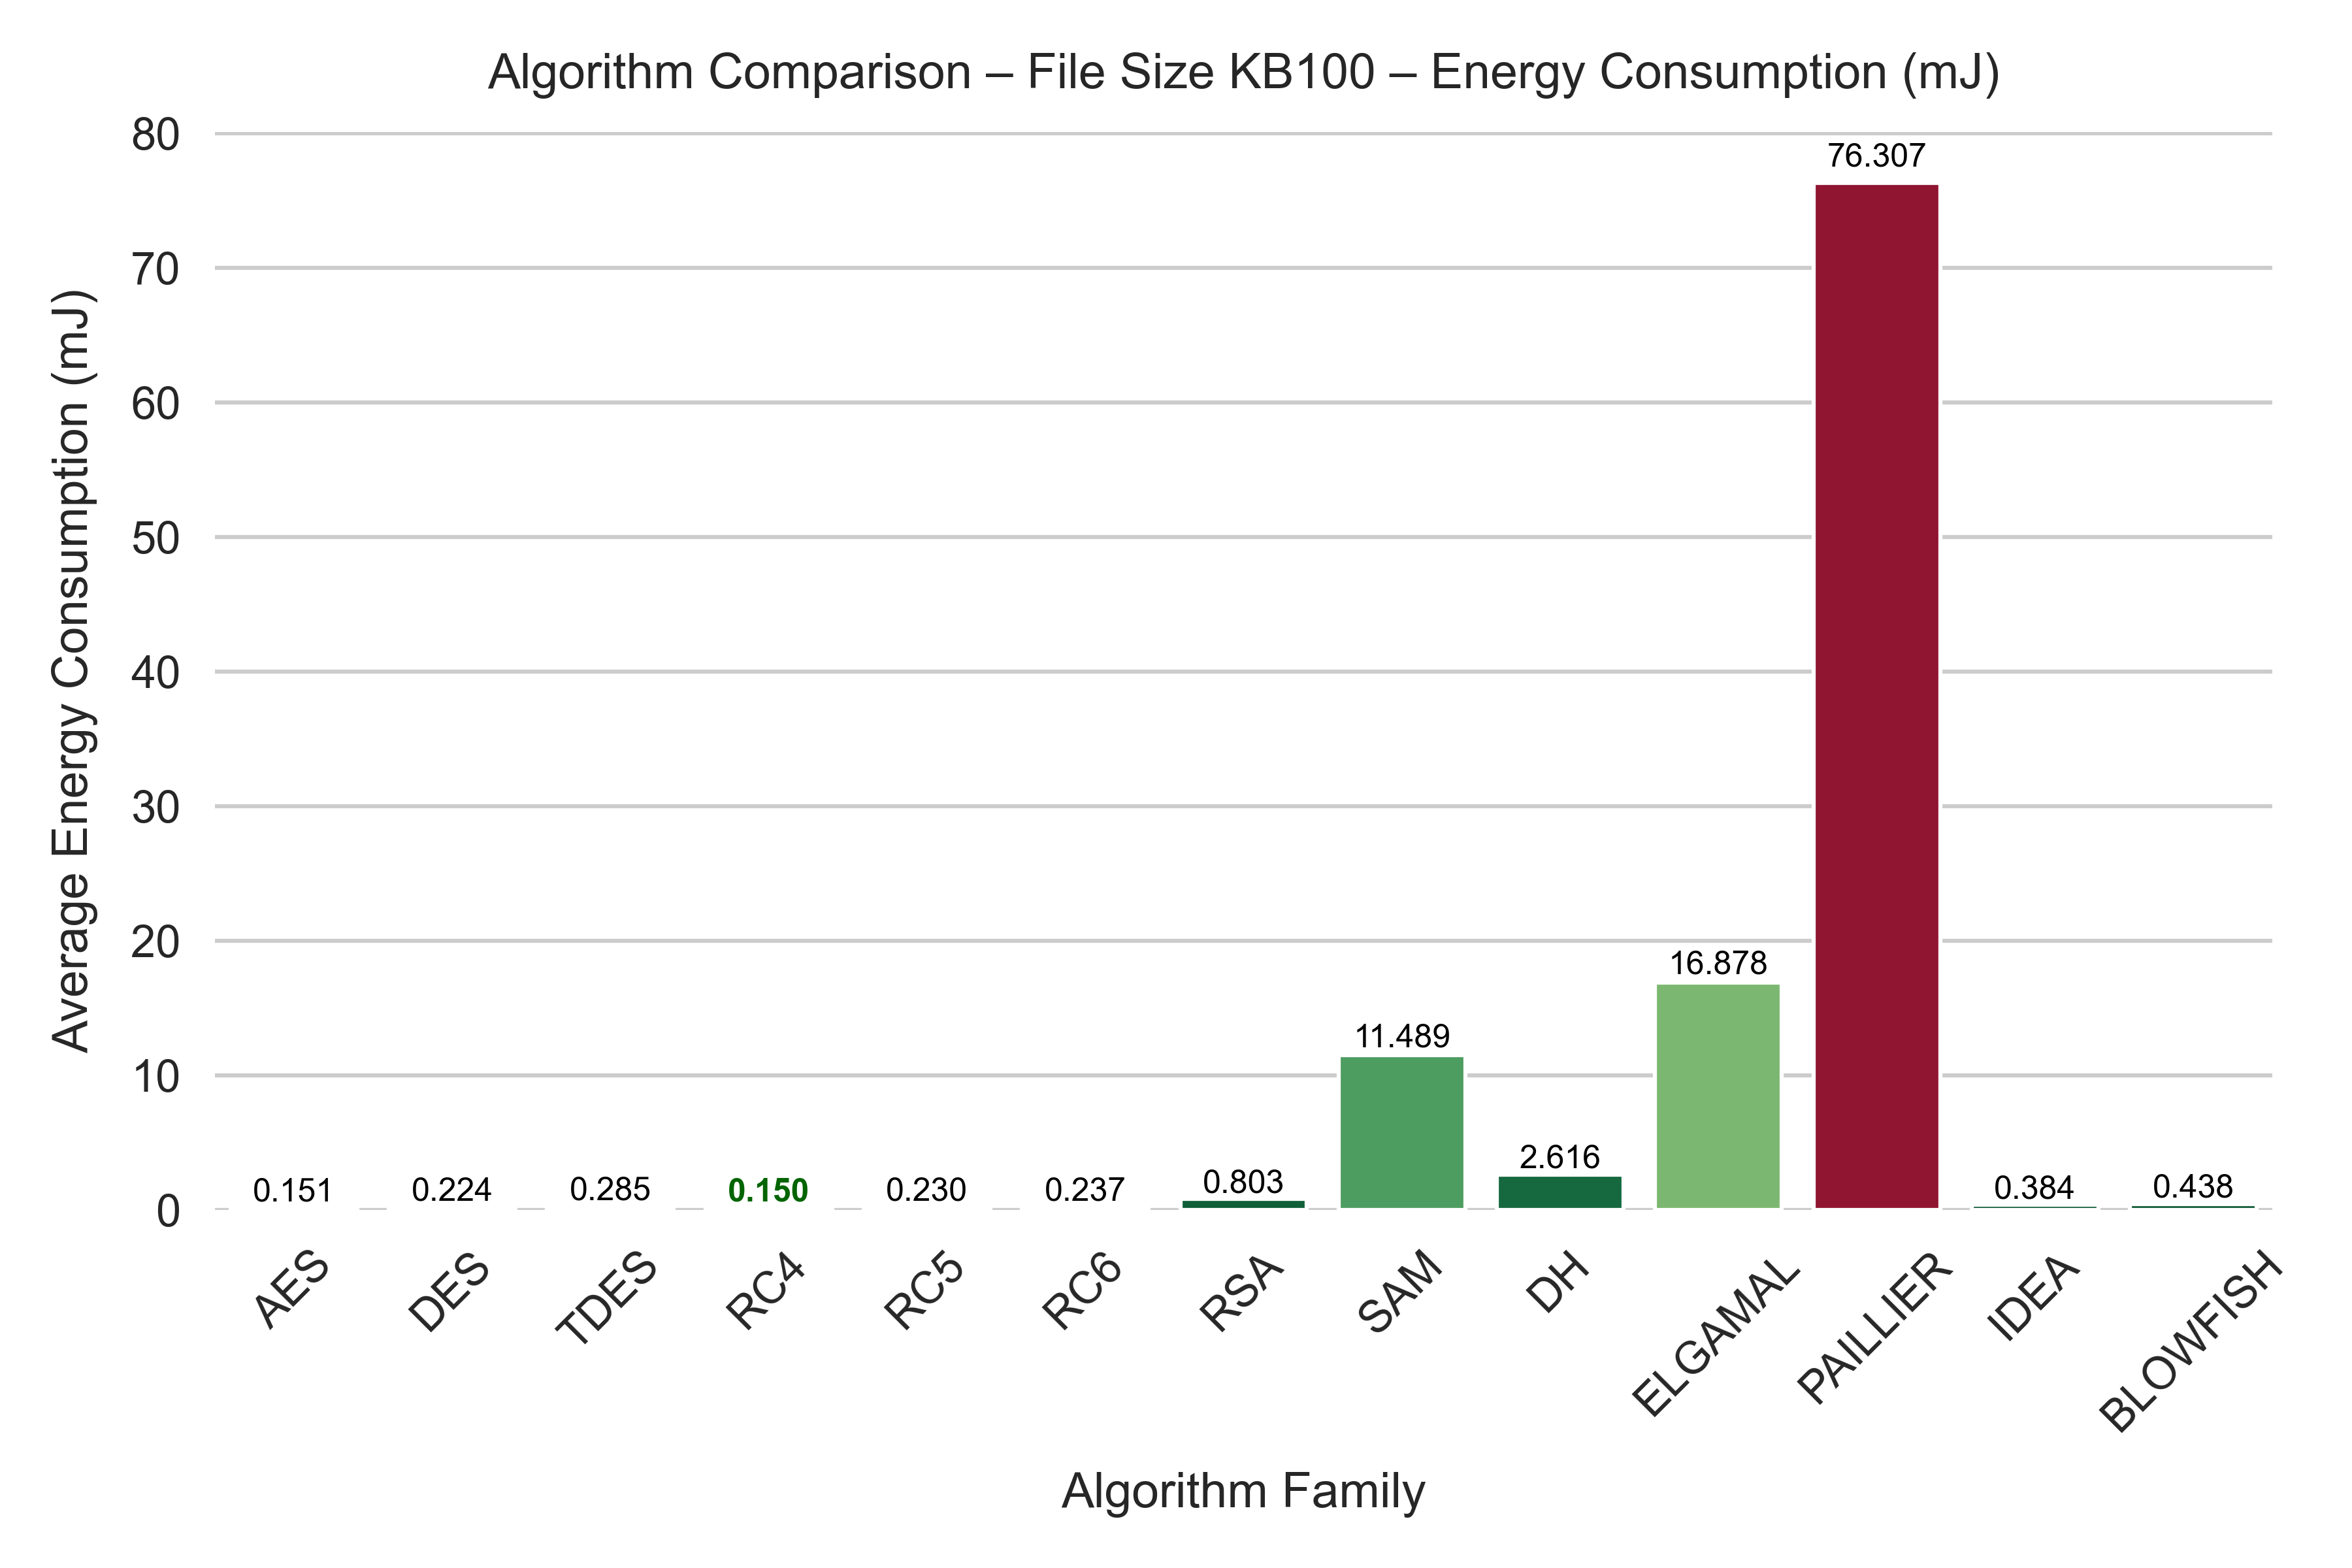 Algorithm Comparison – File Size KB100 – Energy Consumption (mJ)
Average Energy Consumption (mJ)
80
70
60
50
40
30
20
10
0
0.151
0.224
0.285
0.150
0.230
0.237
0.803
11.489
2.616
16.878
76.307
0.384
0.438
AES
DES
TDES
RC4
RC5
RC6
RSA
SAM
DH
ELGAMAL
PAILLIER
IDEA
BLOWFISH
Algorithm Family